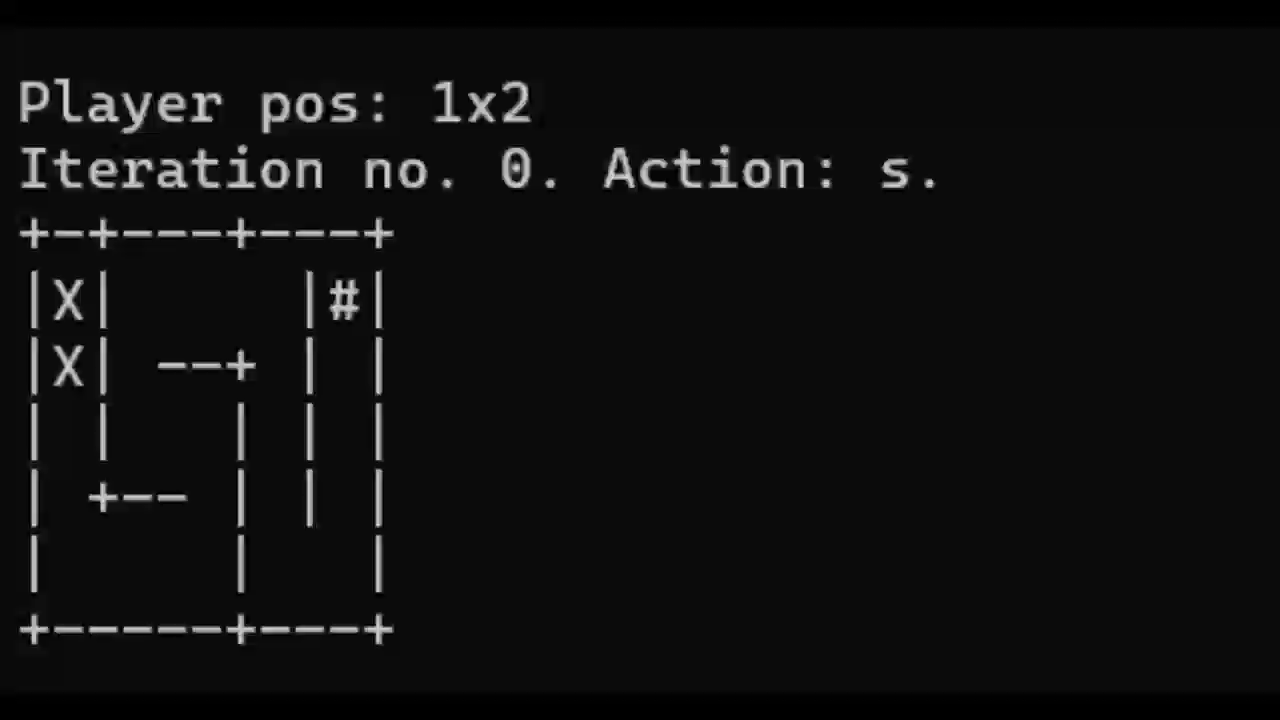 Player pos: 1x2
Iteration no. 0. Action: s.
+-+---+---+
|X|     |#|
|X| --+ | |
| |   | | |
| +-- | | |
|     |   |
+-----+---+